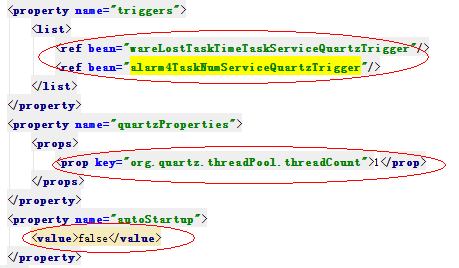 <property name="triggers">
<list>
<ref bean="wareLostTaskTimeTaskServiceQuartzTrigger"/>
<ref bean="alarm4TaskNumServiceQuartzTrigger"/>
</list>
</property>
<property name="quartzProperties">
<props>
<prop key="org.quartz.threadPool.threadCount">1</prop>
</props>
</property>
<property name="autoStartup">
<value>false</value>
</property>